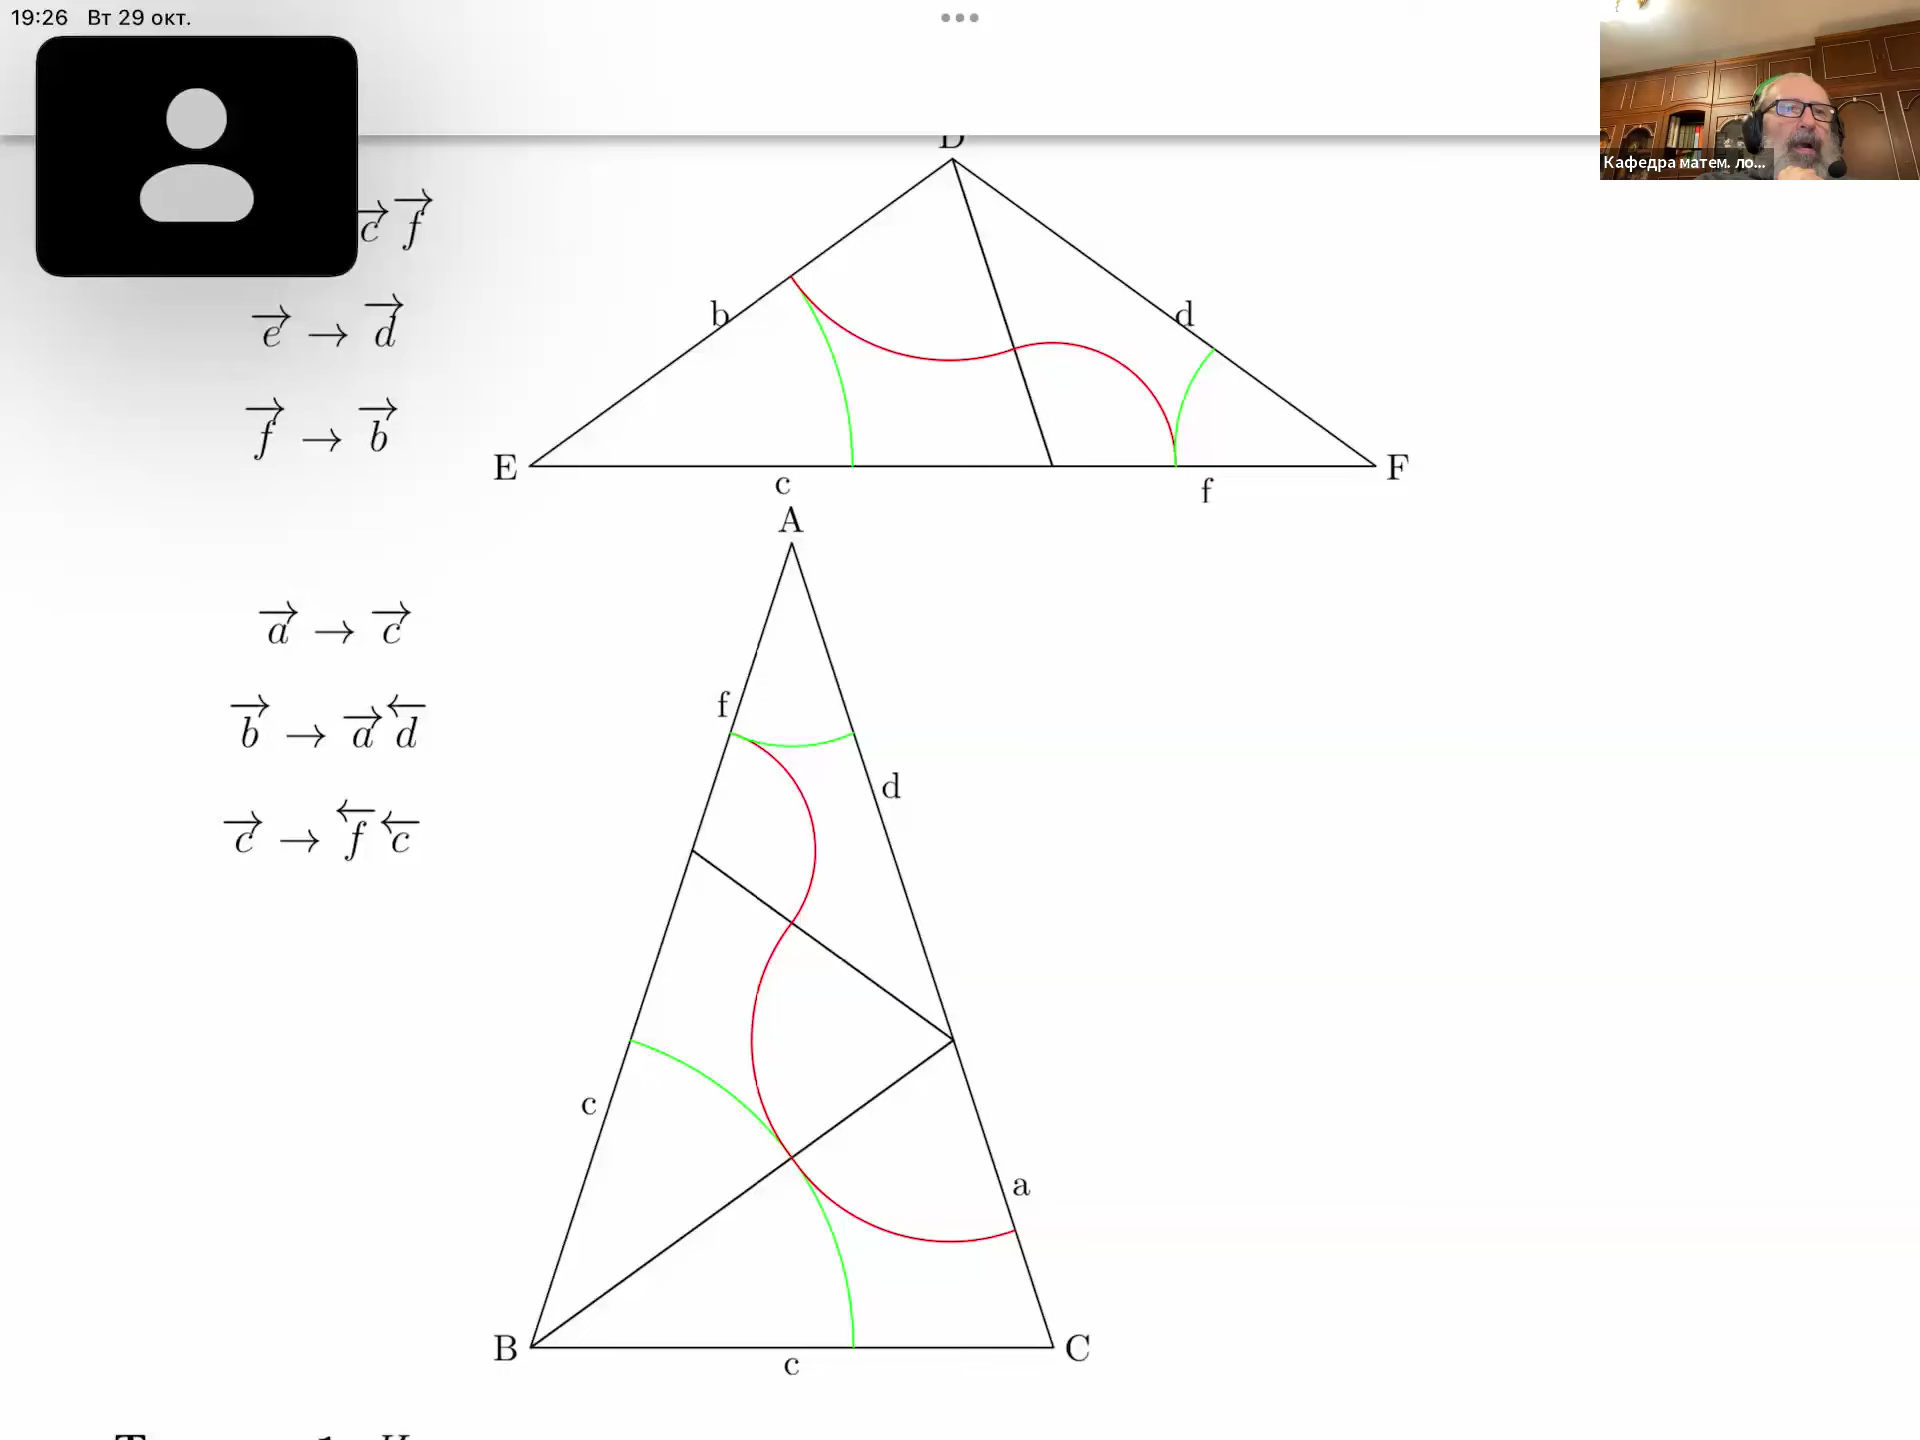 19:26 Вт 29 окт.
Кафедра матем. ло...
D
c⃗ f⃗
e⃗ → d⃗
b
d
f⃗ → b⃗
E
F
c
f
A
a⃗ → c⃗
f
b⃗ → a⃗ d⃖
d
c⃗ → f⃖ c⃖
c
a
B
C
c